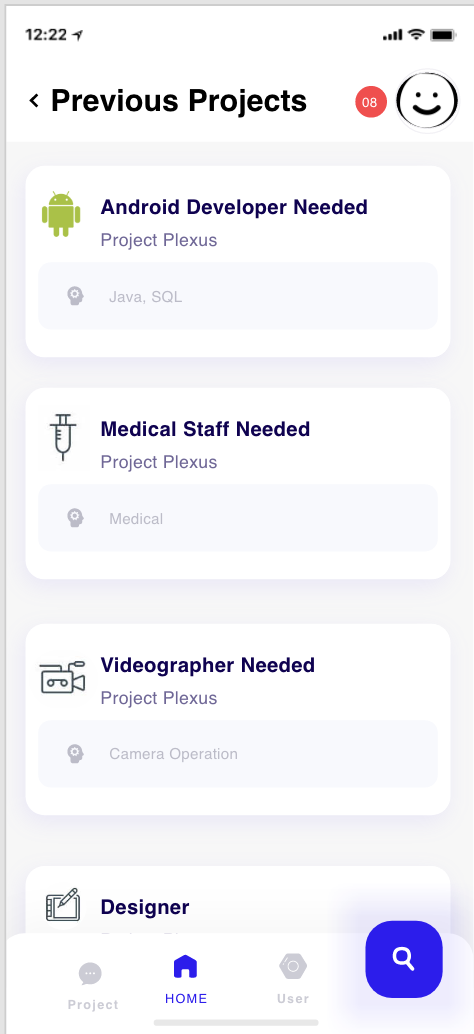 12:22
Previous Projects
08
Android Developer Needed
Project Plexus
Java, SQL
Medical Staff Needed
Project Plexus
Medical
Videographer Needed
Project Plexus
Camera Operation
Designer
Project
HOME
User